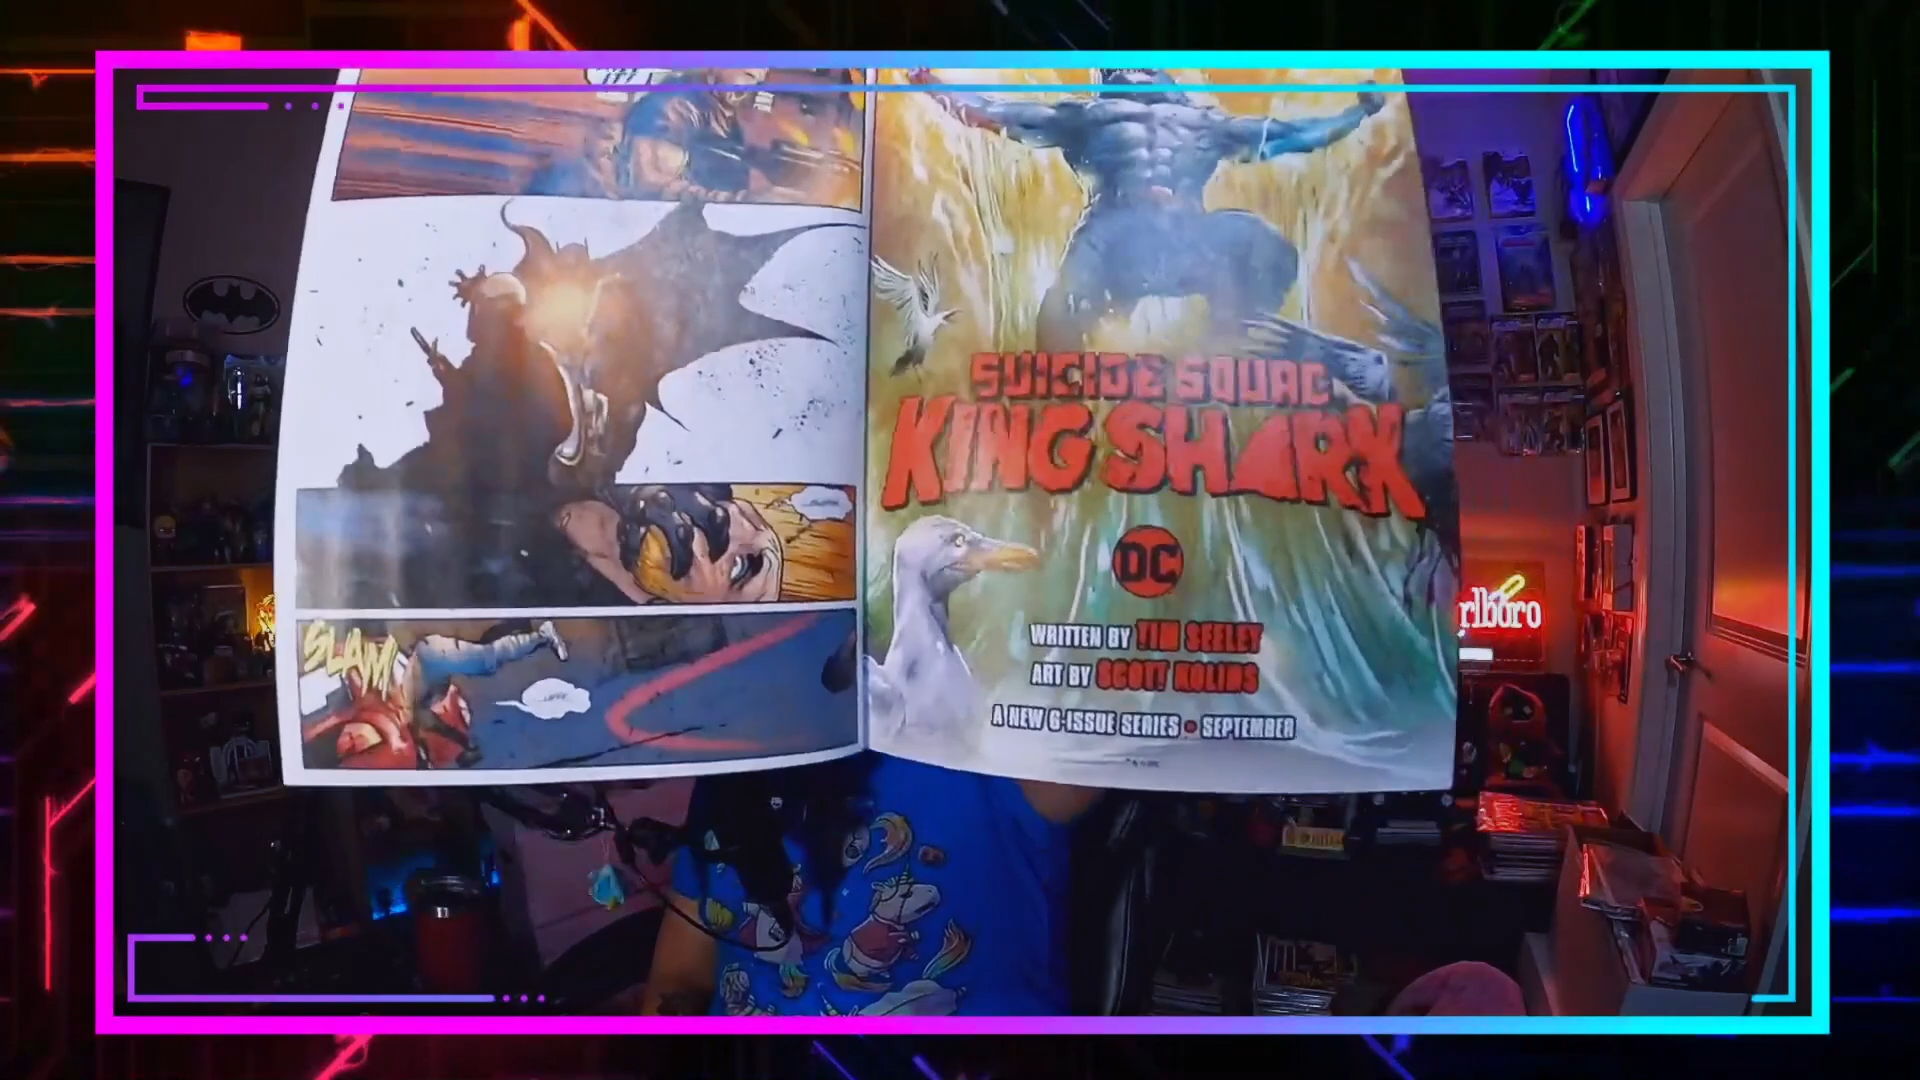 SLAM
SUICIDE SQUAD
KING SHARK
DC
WRITTEN BY TIM SEELEY
ART BY SCOTT KOLINS
A NEW 6-ISSUE SERIES • SEPTEMBER
rlboro